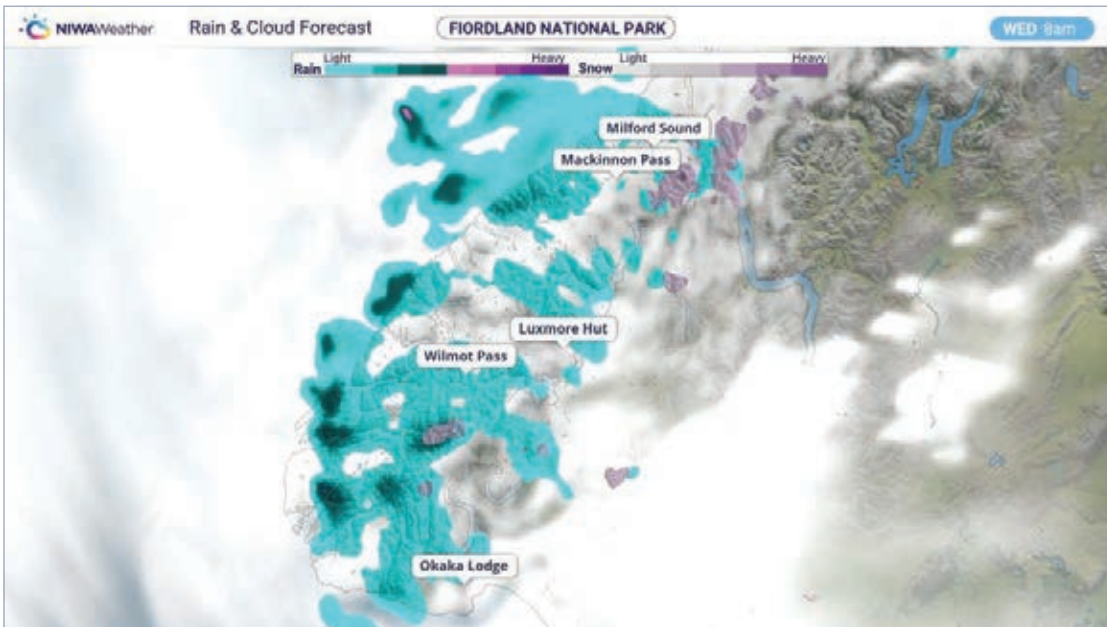 NIWAWeather Rain & Cloud Forecast FIORDLAND NATIONAL PARK WED 8am
Light Heavy Light Heavy
Rain Snow
Milford Sound
Mackinnon Pass
Luxmore Hut
Wilmot Pass
Okaka Lodge